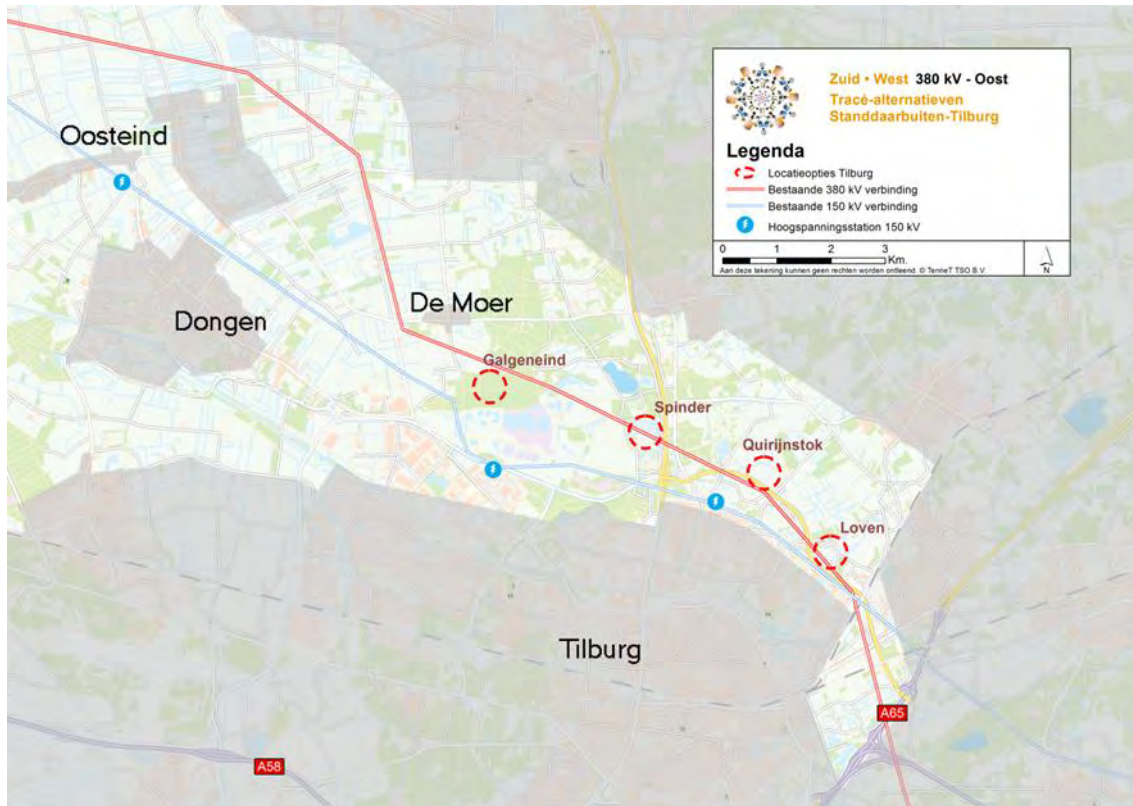 Zuid • West 380 kV - Oost
Tracé-alternatieven
Standdaarbuiten-Tilburg
Legenda
Locatieopties Tilburg
Bestaande 380 kV verbinding
Bestaande 150 kV verbinding
Hoogspanningsstation 150 kV
0 1 2 3
Km.
Aan deze tekening kunnen geen rechten worden ontleend. © TenneT TSO B.V.
N
Oosteind
Dongen
De Moer
Galgeneind
Spinder
Quirijnstok
Loven
Tilburg
A65
A58